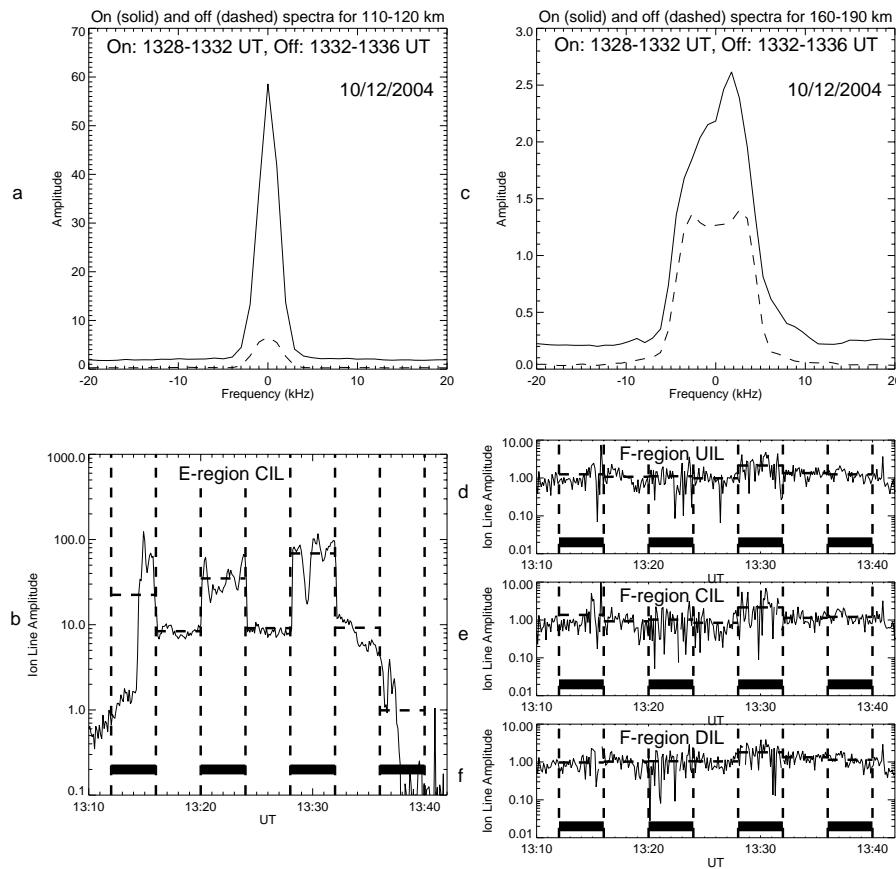 On (solid) and off (dashed) spectra for 110-120 km
On: 1328-1332 UT, Off: 1332-1336 UT
10/12/2004
70
60
50
40
30
20
10
0
Amplitude
a
-20
-10
0
10
20
Frequency (kHz)
On (solid) and off (dashed) spectra for 160-190 km
On: 1328-1332 UT, Off: 1332-1336 UT
10/12/2004
3.0
2.5
2.0
1.5
1.0
0.5
0.0
Amplitude
c
-20
-10
0
10
20
Frequency (kHz)
E-region CIL
1000.0
100.0
10.0
1.0
0.1
Ion Line Amplitude
b
13:10
13:20
13:30
13:40
UT
F-region UIL
10.00
1.00
0.10
0.01
Ion Line Amplitude
d
13:10
13:20
13:30
13:40
UT
F-region CIL
10.00
1.00
0.10
0.01
Ion Line Amplitude
e
13:10
13:20
13:30
13:40
UT
F-region DIL
10.00
1.00
0.10
0.01
Ion Line Amplitude
f
13:10
13:20
13:30
13:40
UT